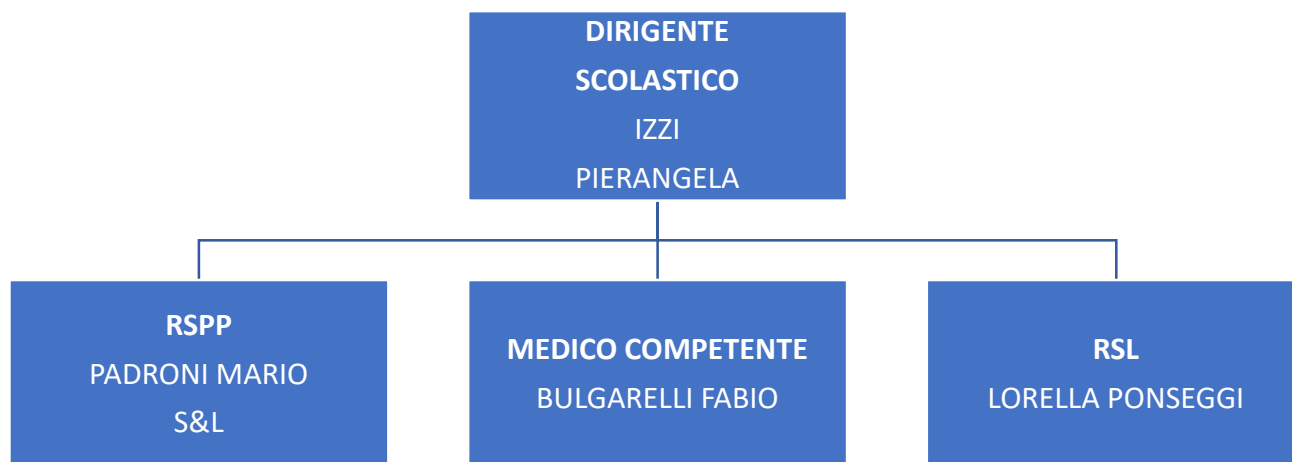 DIRIGENTE
SCOLASTICO
IZZI
PIERANGELA
RSPP
PADRONI MARIO
S&L
MEDICO COMPETENTE
BULGARELLI FABIO
RSL
LORELLA PONSEGGI